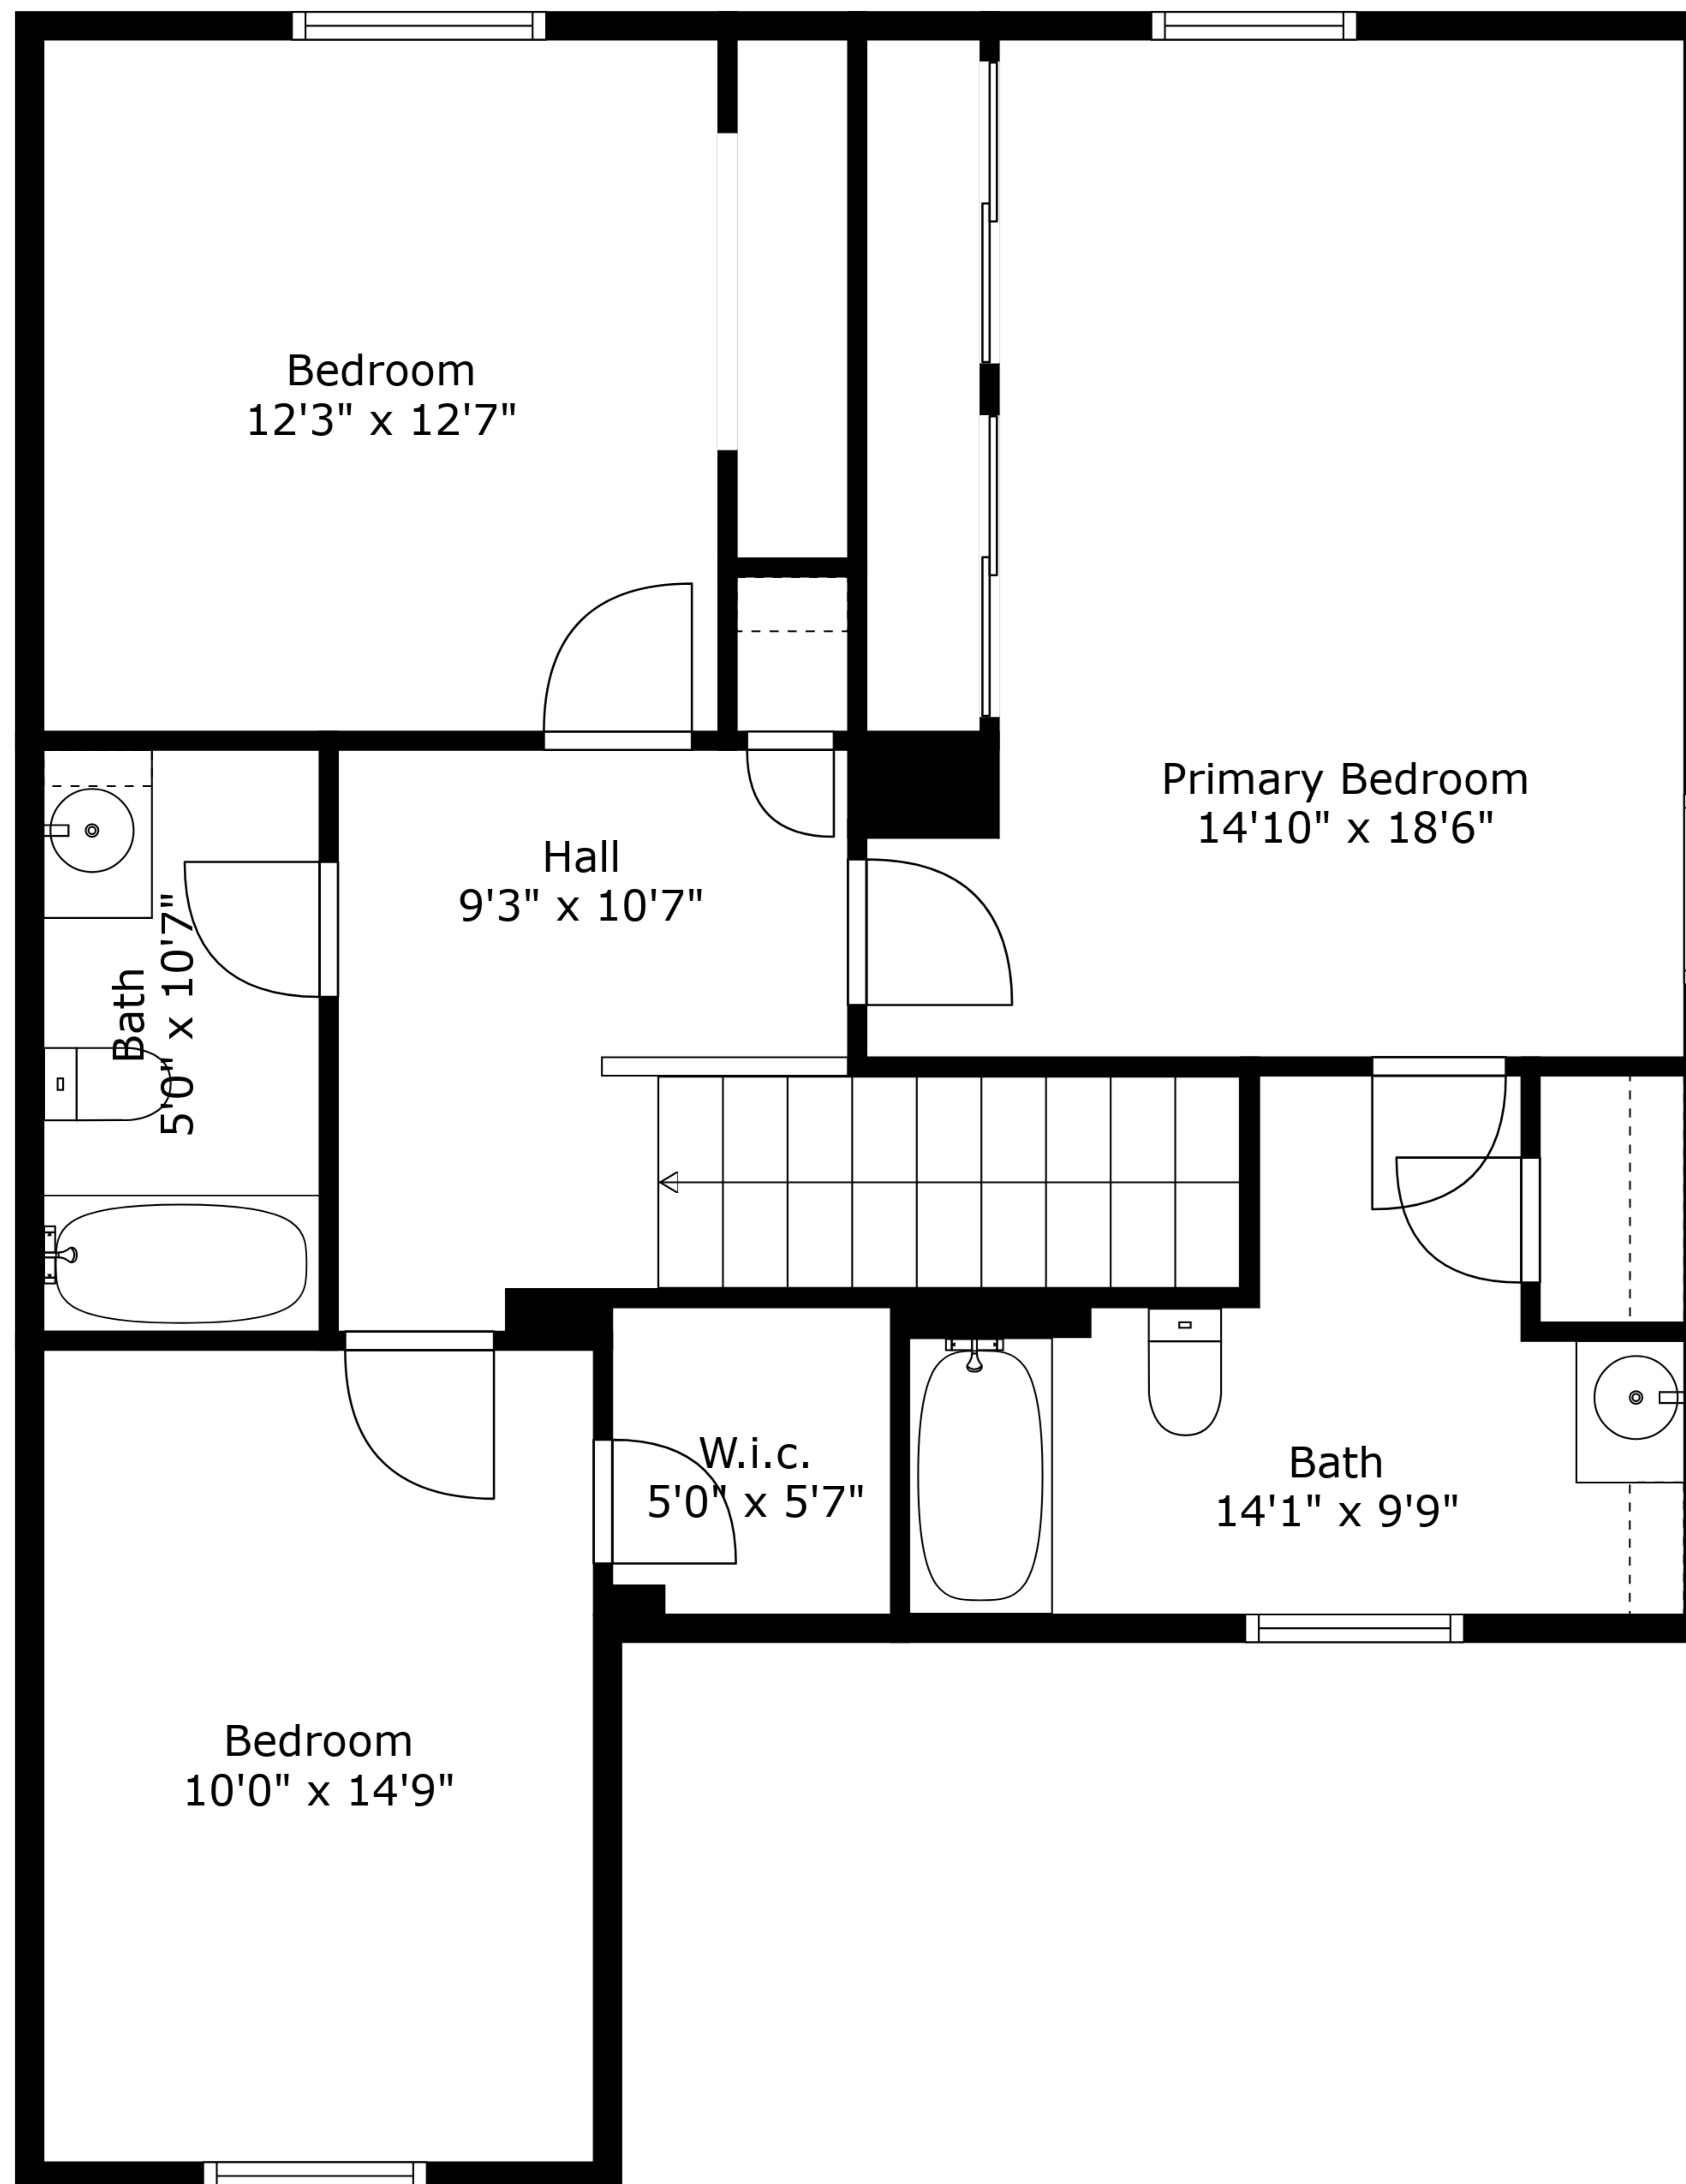 Bedroom
12'3" x 12'7"
Primary Bedroom
14'10" x 18'6"
Hall
9'3" x 10'7"
Bath
5'0" x 10'7"
W.i.c.
5'0" x 5'7"
Bath
14'1" x 9'9"
Bedroom
10'0" x 14'9"